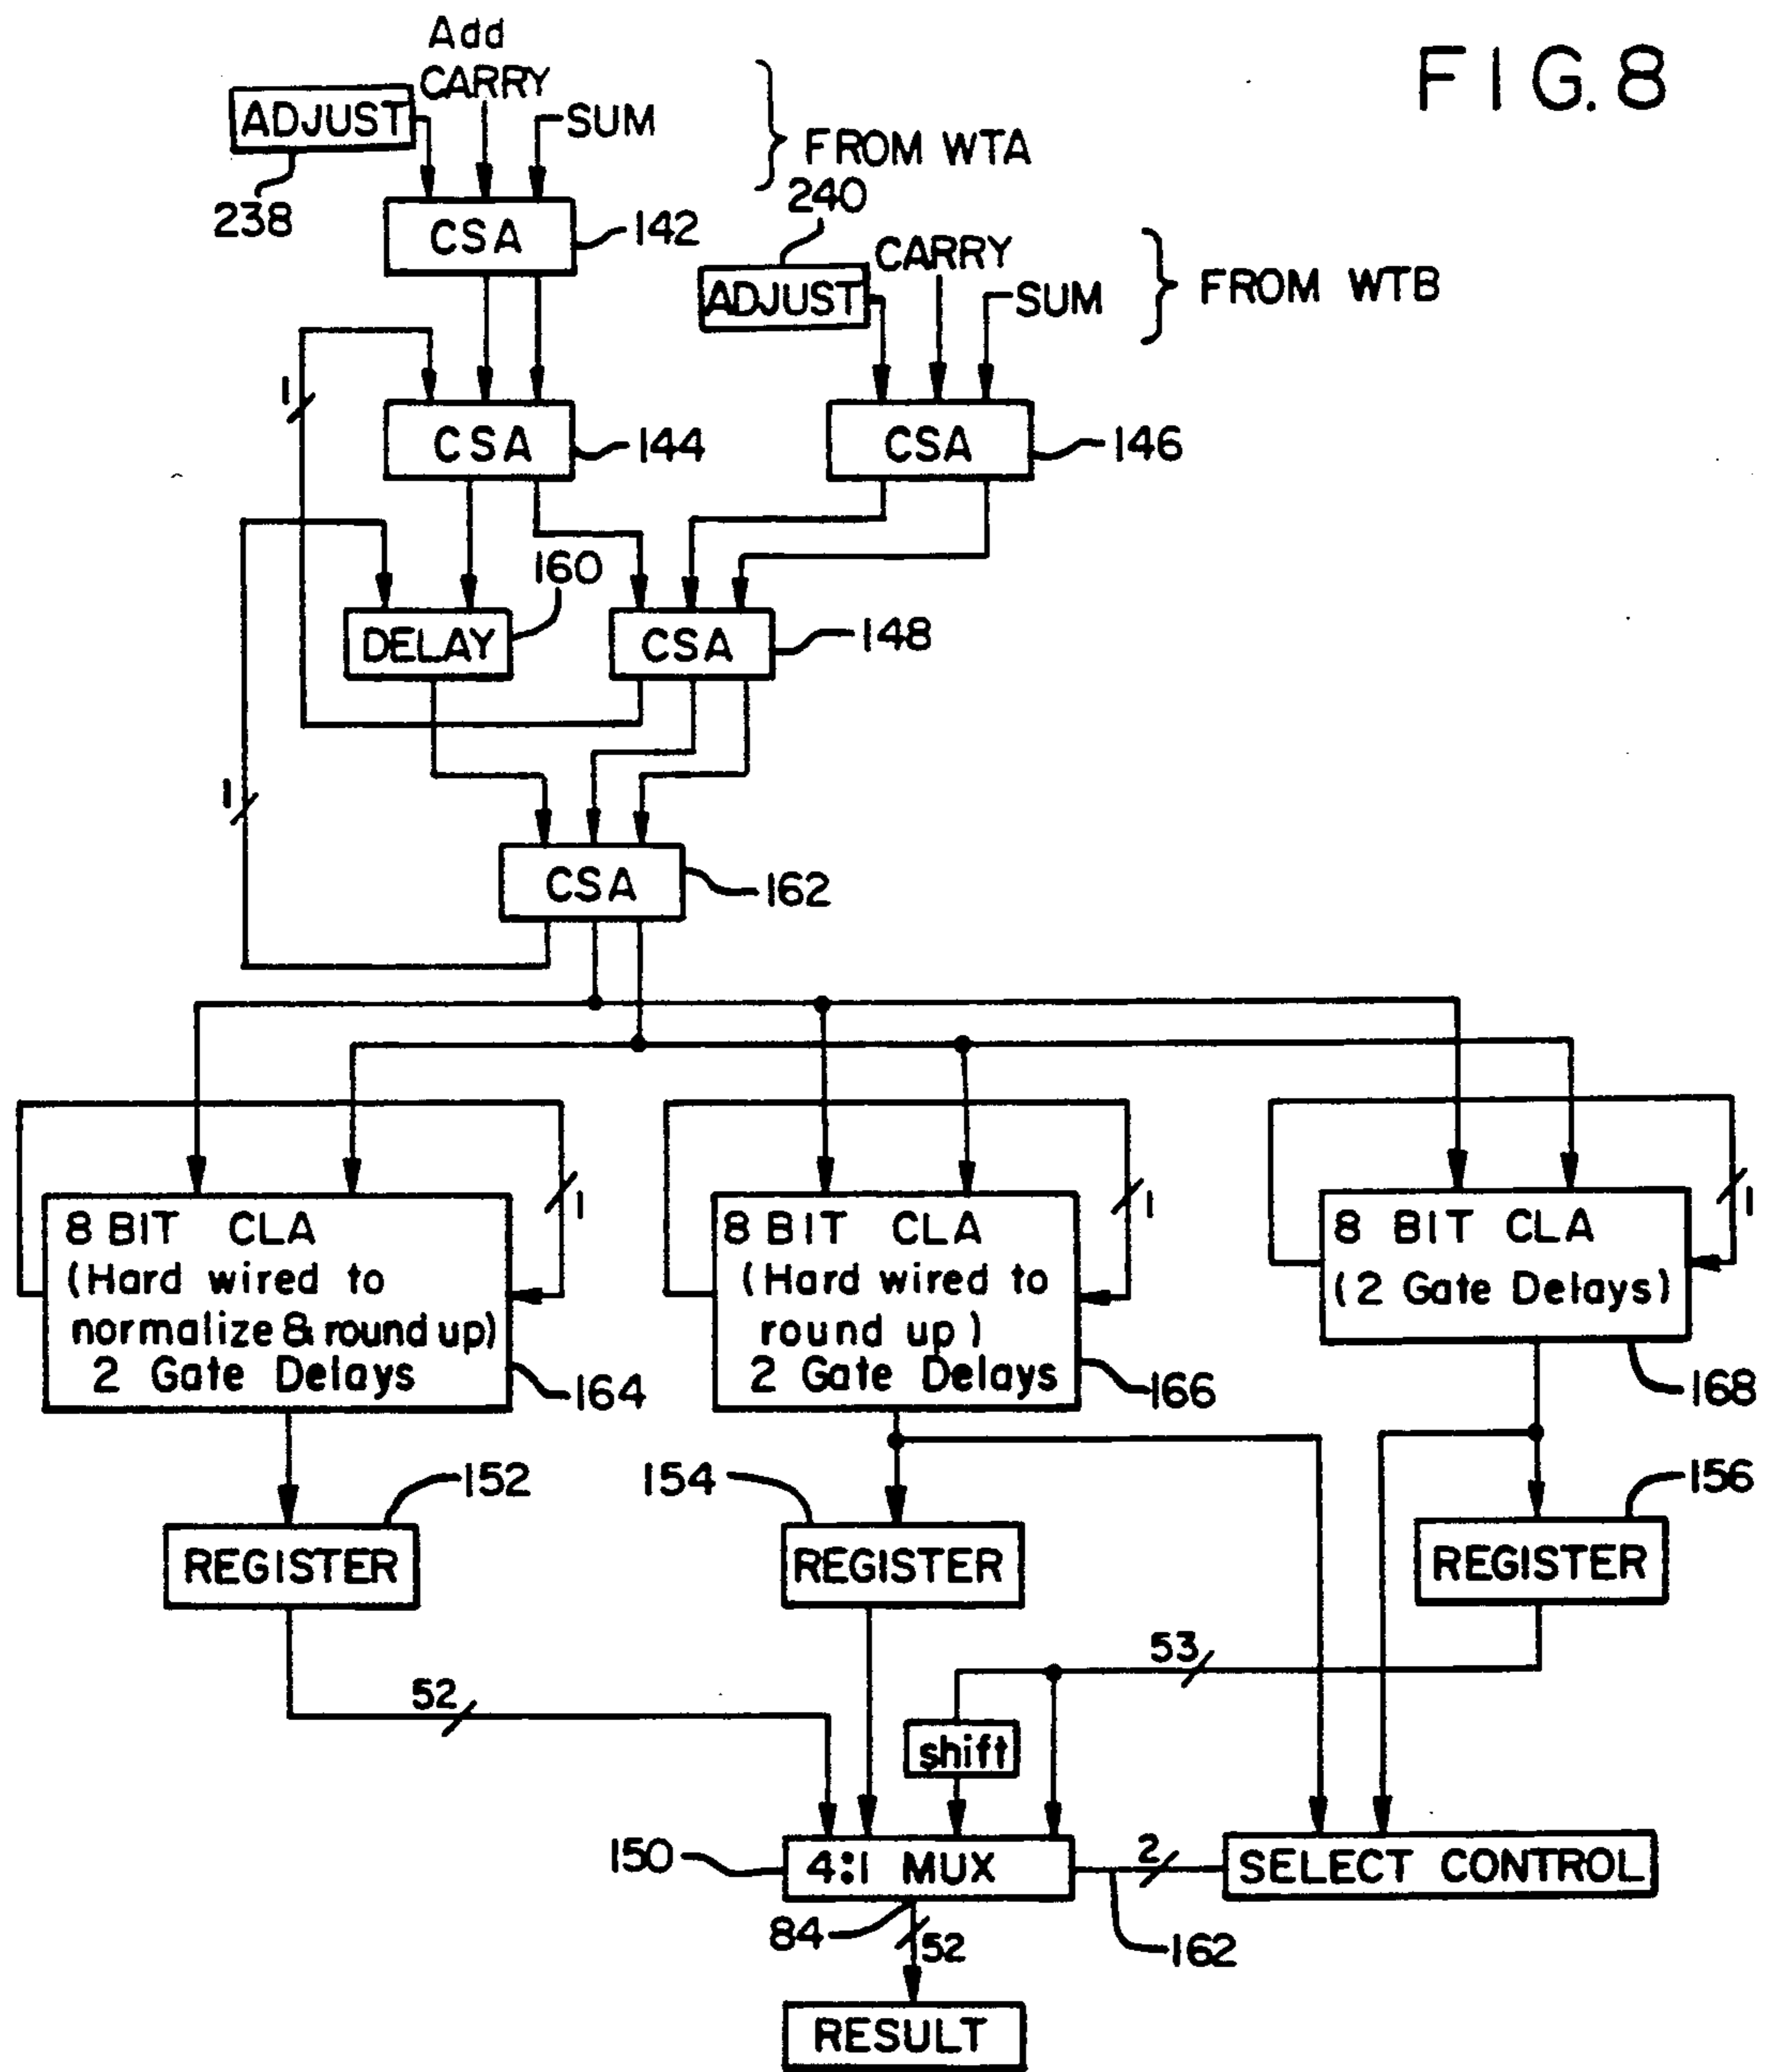 FIG. 8
Add
CARRY
ADJUST
SUM
FROM WTA
238
240
CSA
142
CARRY
ADJUST
SUM
FROM WTB
1
CSA
144
CSA
146
160
DELAY
CSA
148
1
CSA
162
8 BIT CLA
(Hard wired to
normalize & round up)
2 Gate Delays
1
164
8 BIT CLA
(Hard wired to
round up)
2 Gate Delays
1
166
8 BIT CLA
(2 Gate Delays)
1
168
152
154
156
REGISTER
REGISTER
REGISTER
53
52
shift
150
4:1 MUX
2
SELECT CONTROL
84
52
162
RESULT